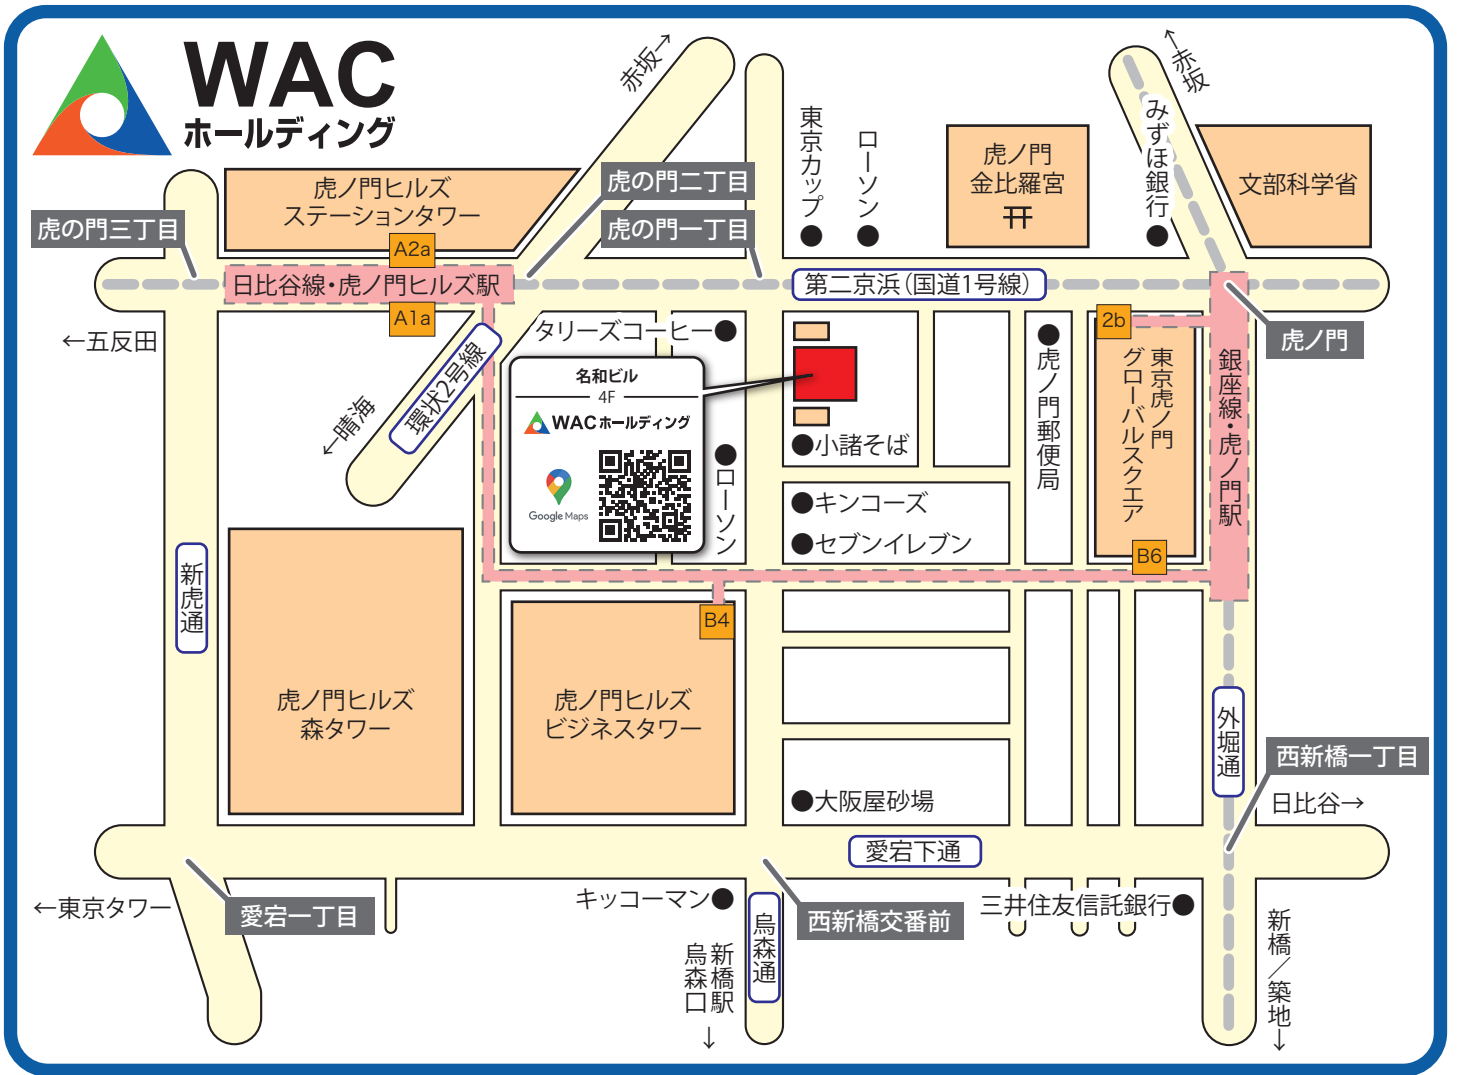 WAC
ホールディング
赤坂→
東京カップ
ローソン
虎ノ門
金比羅宮
←赤坂
みずほ銀行
文部科学省
虎ノ門ヒルズ
ステーションタワー
虎の門二丁目
虎の門三丁目
虎の門一丁目
A2a
日比谷線・虎ノ門ヒルズ駅
第二京浜(国道1号線)
A1a
←五反田
タリーズコーヒー
2b
虎ノ門
環状2号線
←晴海
名和ビル
4F
WACホールディング
Google Maps
ローソン
小諸そば
虎ノ門郵便局
東京虎ノ門
グローバルスクエア
銀座線・虎ノ門駅
キンコーズ
セブンイレブン
B6
新虎通
B4
虎ノ門ヒルズ
森タワー
虎ノ門ヒルズ
ビジネスタワー
外堀通
西新橋一丁目
日比谷→
大阪屋砂場
愛宕下通
←東京タワー
愛宕一丁目
キッコーマン
烏森通
西新橋交番前
三井住友信託銀行
新橋駅
烏森口
↓
新橋/築地→